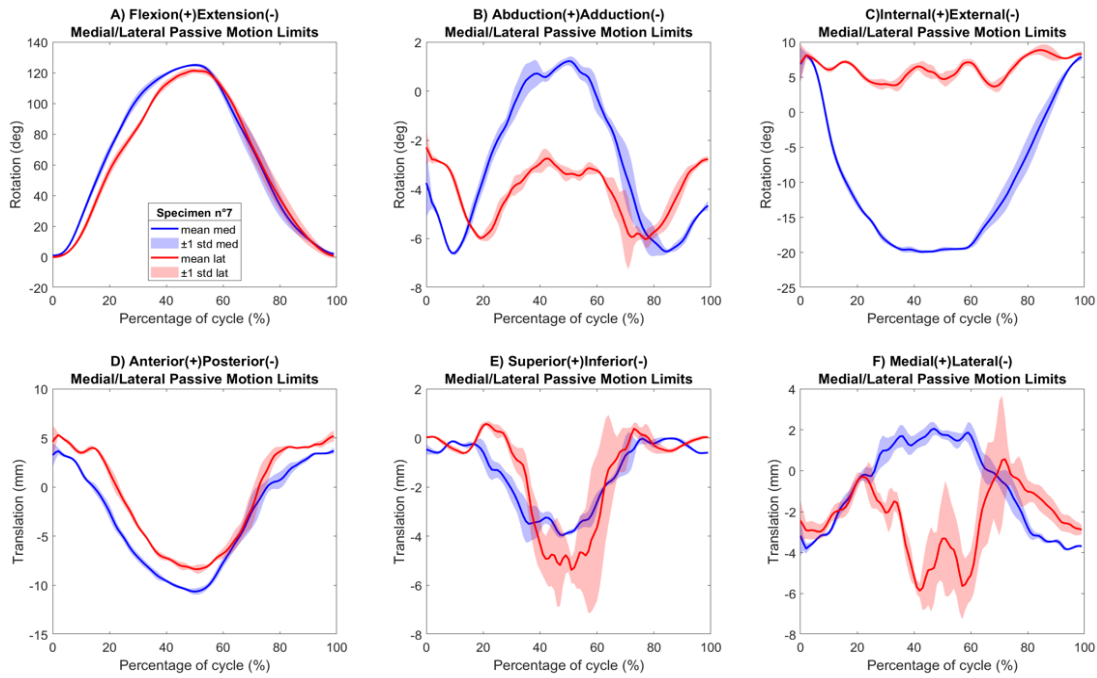 A) Flexion(+)Extension(-)
Medial/Lateral Passive Motion Limits
140
120
100
80
60
40
20
0
-20
Rotation (deg)
0 20 40 60 80 100
Percentage of cycle (%)
Specimen n°7
mean med
±1 std med
mean lat
±1 std lat
B) Abduction(+)Adduction(-)
Medial/Lateral Passive Motion Limits
2
0
-2
-4
-6
-8
Rotation (deg)
0 20 40 60 80 100
Percentage of cycle (%)
C)Internal(+)External(-)
Medial/Lateral Passive Motion Limits
10
5
0
-5
-10
-15
-20
-25
Rotation (deg)
0 20 40 60 80 100
Percentage of cycle (%)
D) Anterior(+)Posterior(-)
Medial/Lateral Passive Motion Limits
10
5
0
-5
-10
-15
Translation (mm)
0 20 40 60 80 100
Percentage of cycle (%)
E) Superior(+)Inferior(-)
Medial/Lateral Passive Motion Limits
2
0
-2
-4
-6
-8
Translation (mm)
0 20 40 60 80 100
Percentage of cycle (%)
F) Medial(+)Lateral(-)
Medial/Lateral Passive Motion Limits
4
2
0
-2
-4
-6
-8
Translation (mm)
0 20 40 60 80 100
Percentage of cycle (%)